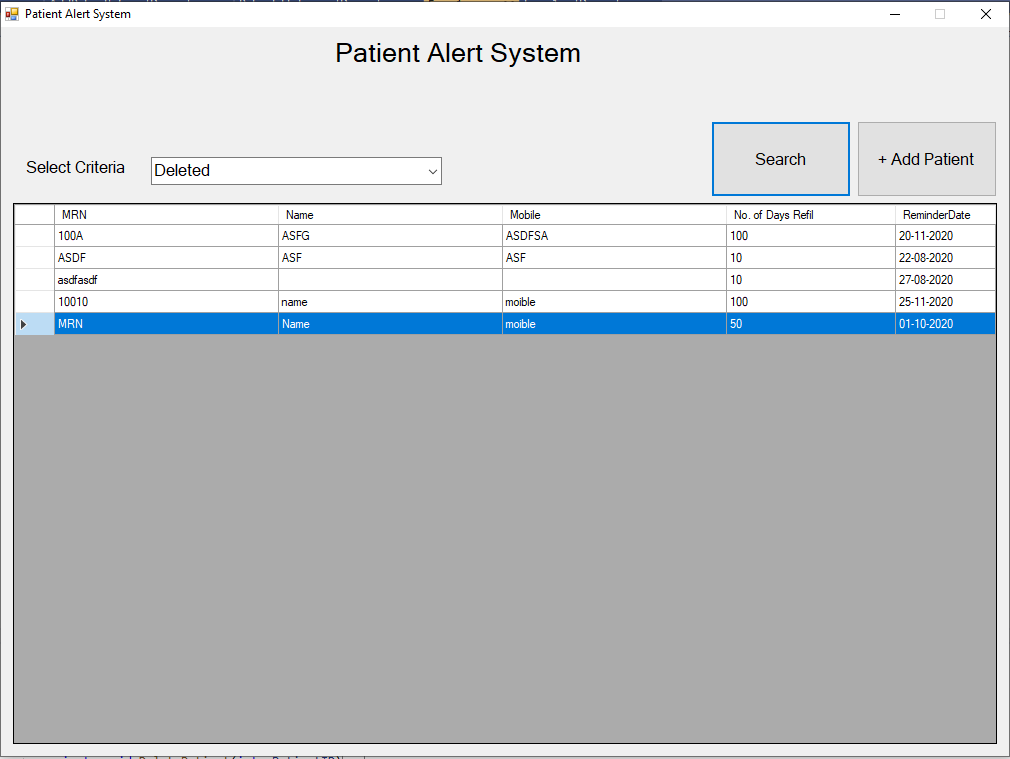 Patient Alert System
Patient Alert System
Search
+ Add Patient
Select Criteria
Deleted
MRN Name Mobile No. of Days Refil ReminderDate
100A ASFG ASDFSA 100 20-11-2020
ASDF ASF ASF 10 22-08-2020
asdfasdf 10 27-08-2020
10010 name moible 100 25-11-2020
MRN Name moible 50 01-10-2020